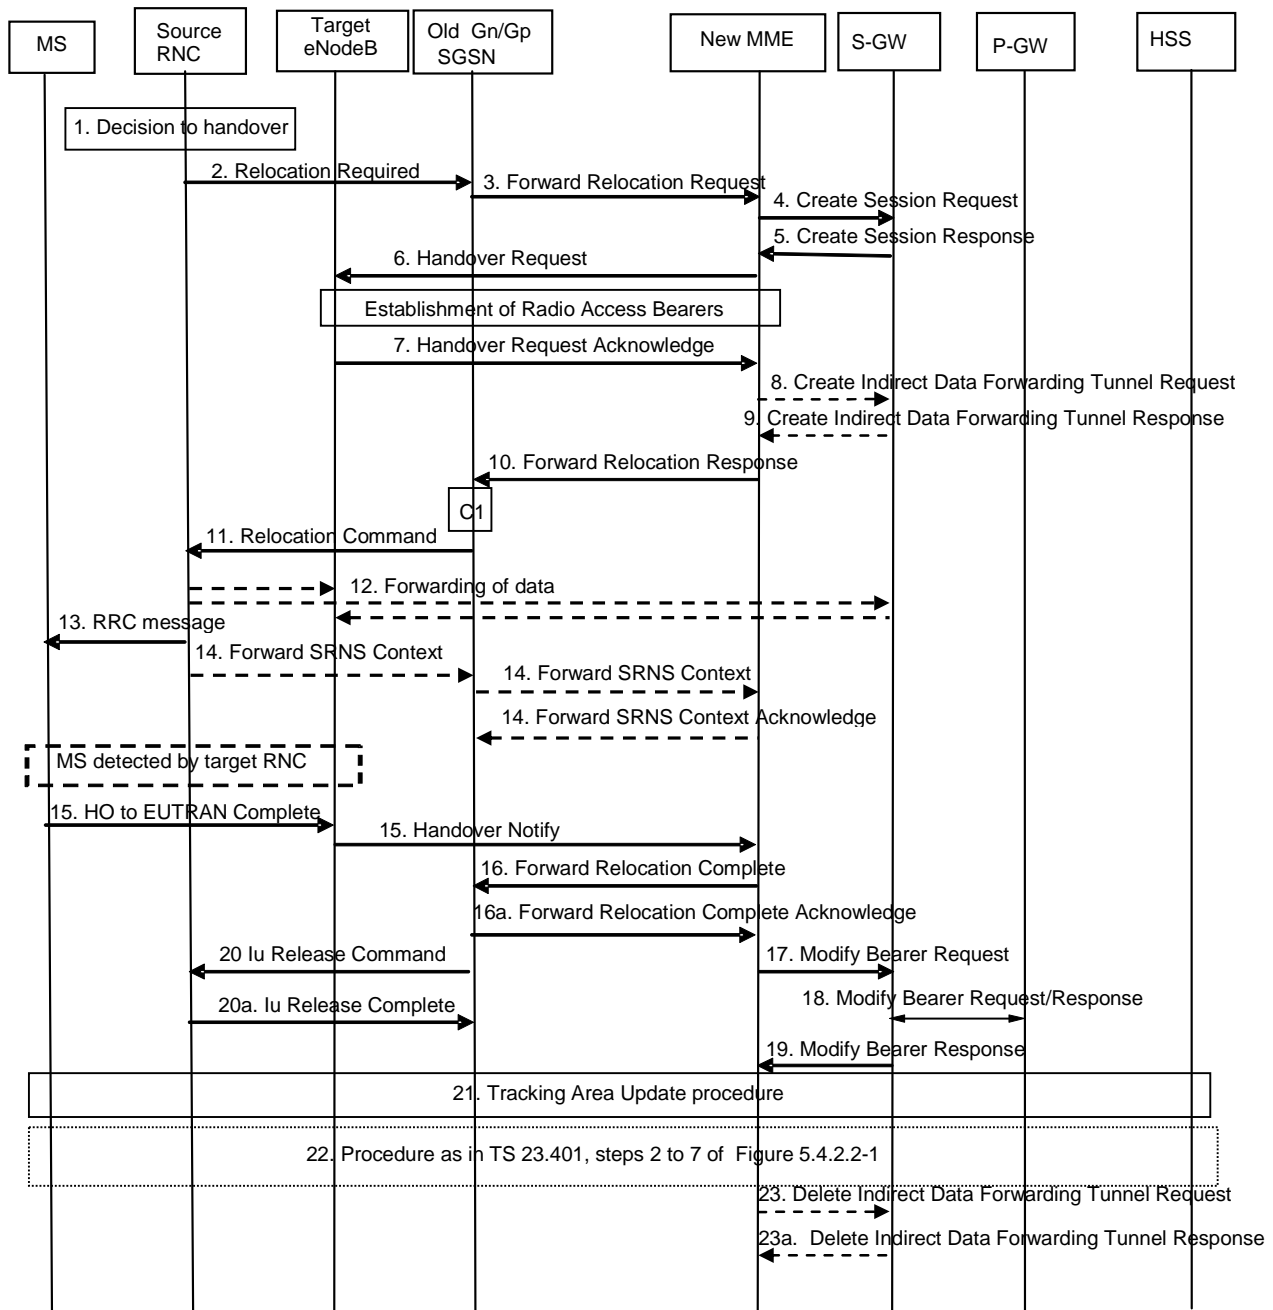 MS
Source
RNC
Target
eNodeB
Old Gn/Gp
SGSN
New MME
S-GW
P-GW
HSS
1. Decision to handover
2. Relocation Required
3. Forward Relocation Request
4. Create Session Request
5. Create Session Response
6. Handover Request
Establishment of Radio Access Bearers
7. Handover Request Acknowledge
8. Create Indirect Data Forwarding Tunnel Request
9. Create Indirect Data Forwarding Tunnel Response
10. Forward Relocation Response
C1
11. Relocation Command
12. Forwarding of data
13. RRC message
14. Forward SRNS Context
14. Forward SRNS Context
14. Forward SRNS Context Acknowledge
MS detected by target RNC
15. HO to EUTRAN Complete
15. Handover Notify
16. Forward Relocation Complete
16a. Forward Relocation Complete Acknowledge
20 Iu Release Command
17. Modify Bearer Request
20a. Iu Release Complete
18. Modify Bearer Request/Response
19. Modify Bearer Response
21. Tracking Area Update procedure
22. Procedure as in TS 23.401, steps 2 to 7 of Figure 5.4.2.2-1
23. Delete Indirect Data Forwarding Tunnel Request
23a. Delete Indirect Data Forwarding Tunnel Response